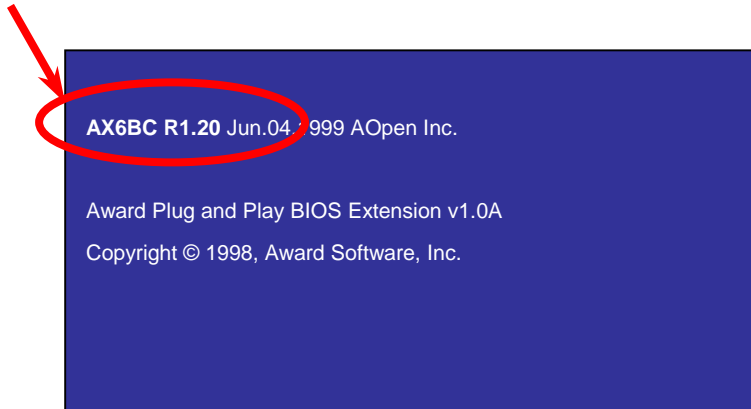 AX6BC R1.20 Jun.04.1999 AOpen Inc.
Award Plug and Play BIOS Extension v1.0A
Copyright © 1998, Award Software, Inc.